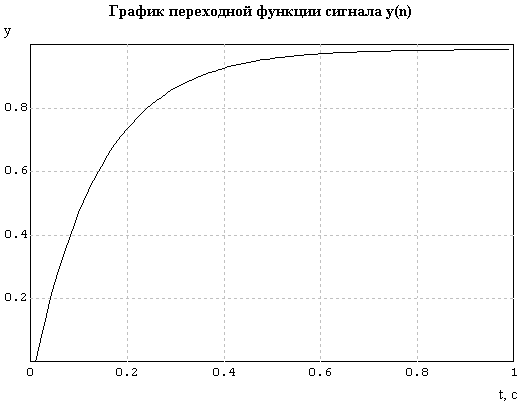 График переходной функции сигнала y(n)
y
0.8
0.6
0.4
0.2
0 0.2 0.4 0.6 0.8 1
t, c